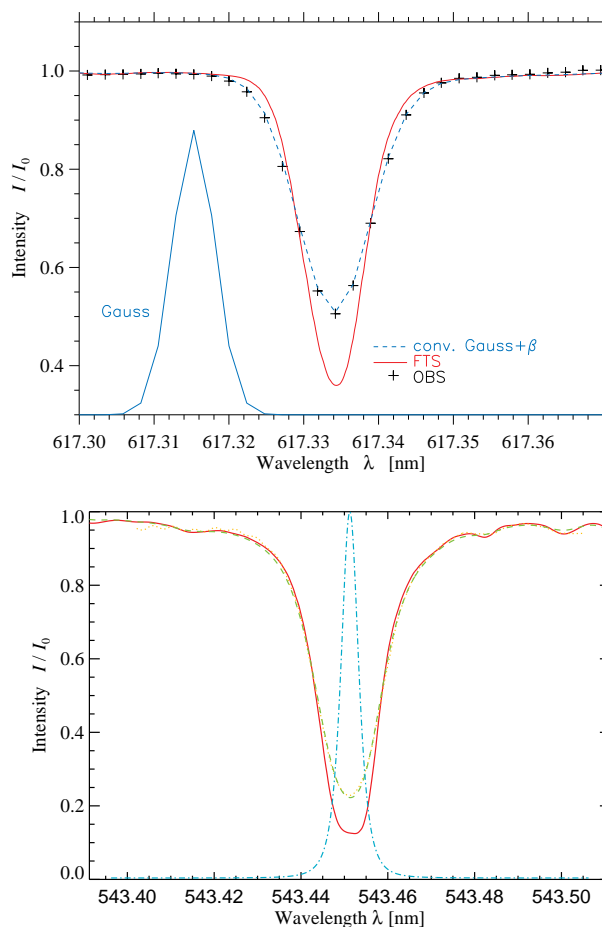 1.0
0.8
0.6
0.4
Intensity I / I0
Gauss
conv. Gauss+β
FTS
OBS
617.30 617.31 617.32 617.33 617.34 617.35 617.36
Wavelength λ [nm]
1.0
0.8
0.6
0.4
0.2
0.0
Intensity I / I0
543.40 543.42 543.44 543.46 543.48 543.50
Wavelength λ [nm]